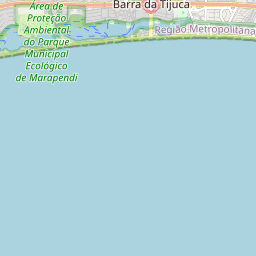 Barra da Tijuca
Área de
Proteção
Ambiental
do Parque
Municipal
Ecológico
de Marapendi
Região Metropolitana